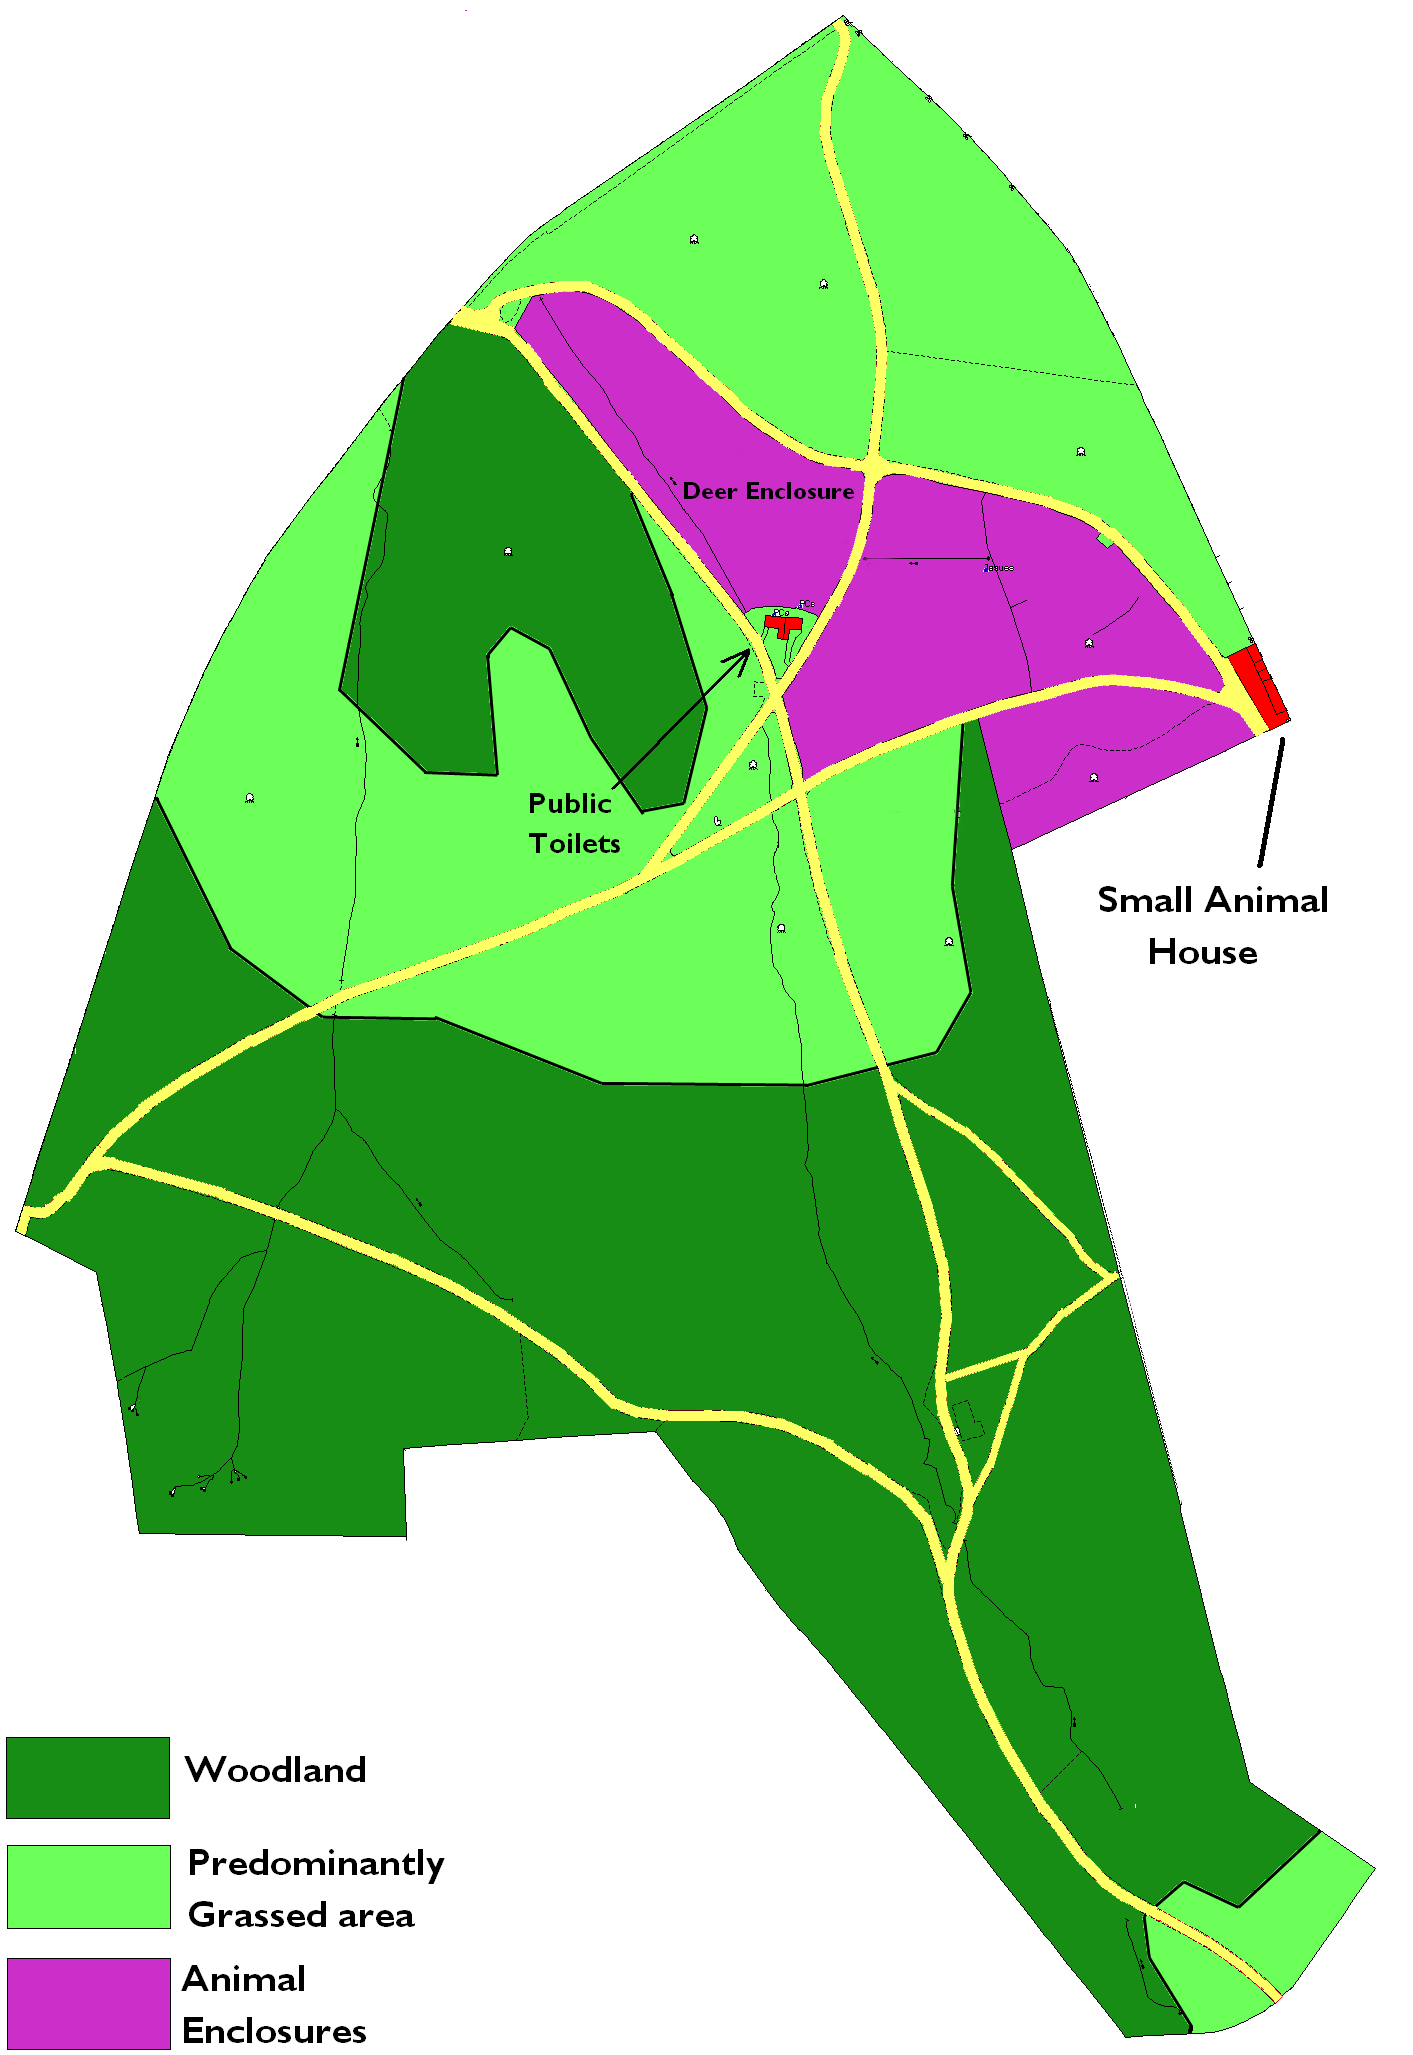 Deer Enclosure
Public
Toilets
Small Animal
House
Woodland
Predominantly
Grassed area
Animal
Enclosures